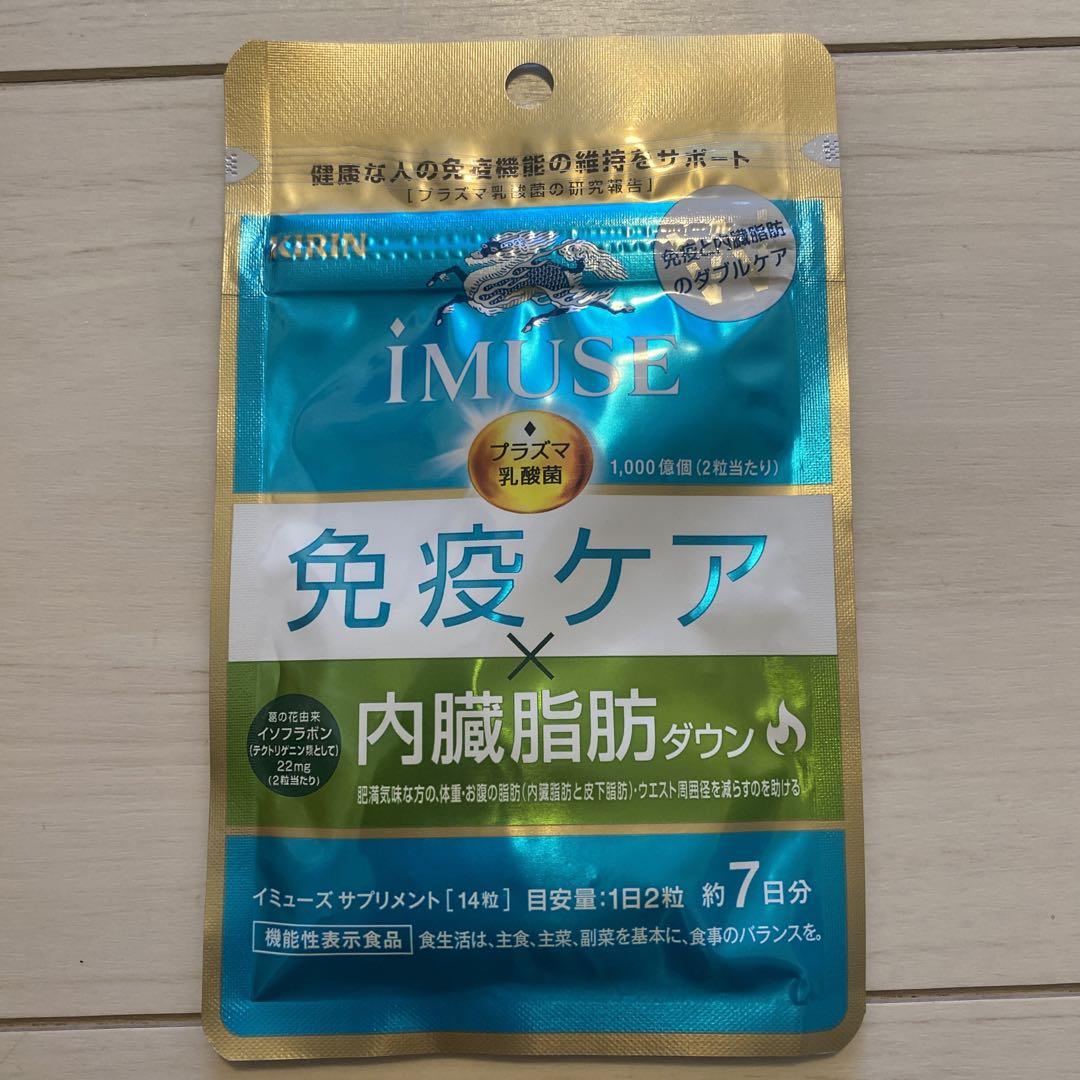 健康な人の免疫機能の維持をサポート
[プラズマ乳酸菌の研究報告]
KIRIN
W
免疫と内臓脂肪
のダブルケア
iMUSE
プラズマ
乳酸菌
1,000億個(2粒当たり)
免疫ケア
×
内臓脂肪ダウン
葛の花由来
イソフラボン
(テクトリゲニン類として)
22mg
(2粒当たり)
肥満気味な方の、体重・お腹の脂肪(内臓脂肪と皮下脂肪)・ウエスト周囲径を減らすのを助ける
イミューズ サプリメント[14粒] 目安量:1日2粒 約7日分
機能性表示食品 食生活は、主食、主菜、副菜を基本に、食事のバランスを。